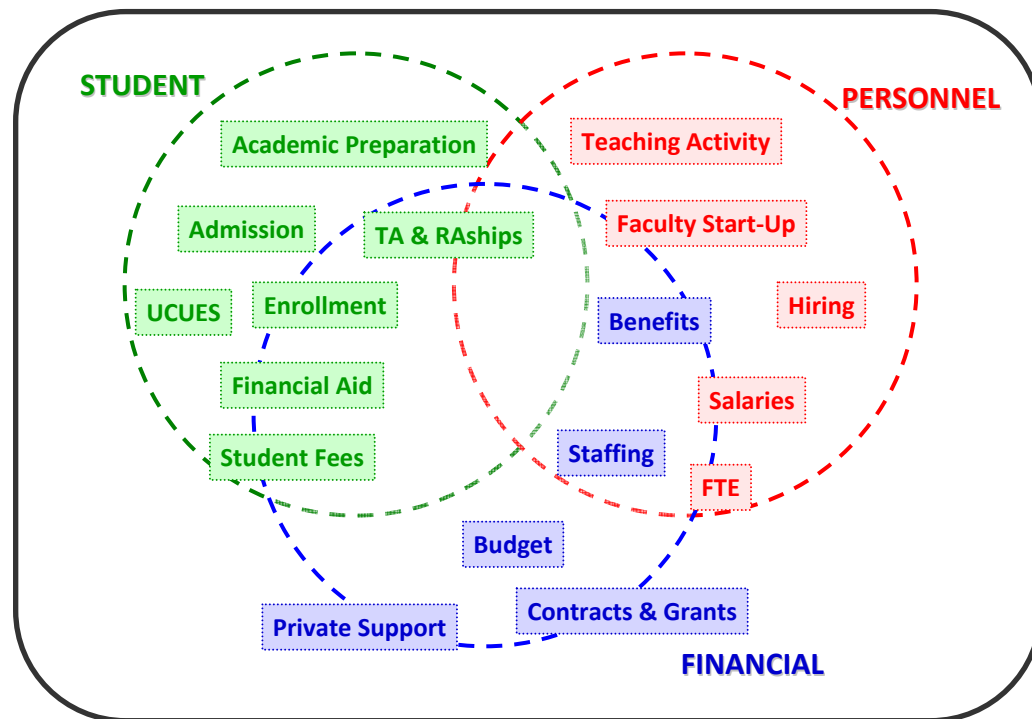 STUDENT
PERSONNEL
Academic Preparation
Teaching Activity
Admission
TA & RAships
Faculty Start-Up
UCUES
Enrollment
Benefits
Hiring
Financial Aid
Salaries
Student Fees
Staffing
FTE
Budget
Private Support
Contracts & Grants
FINANCIAL